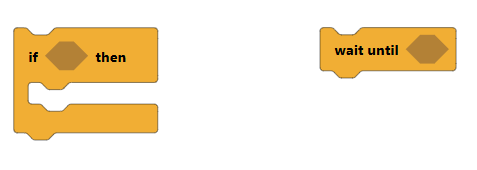 if then
wait until